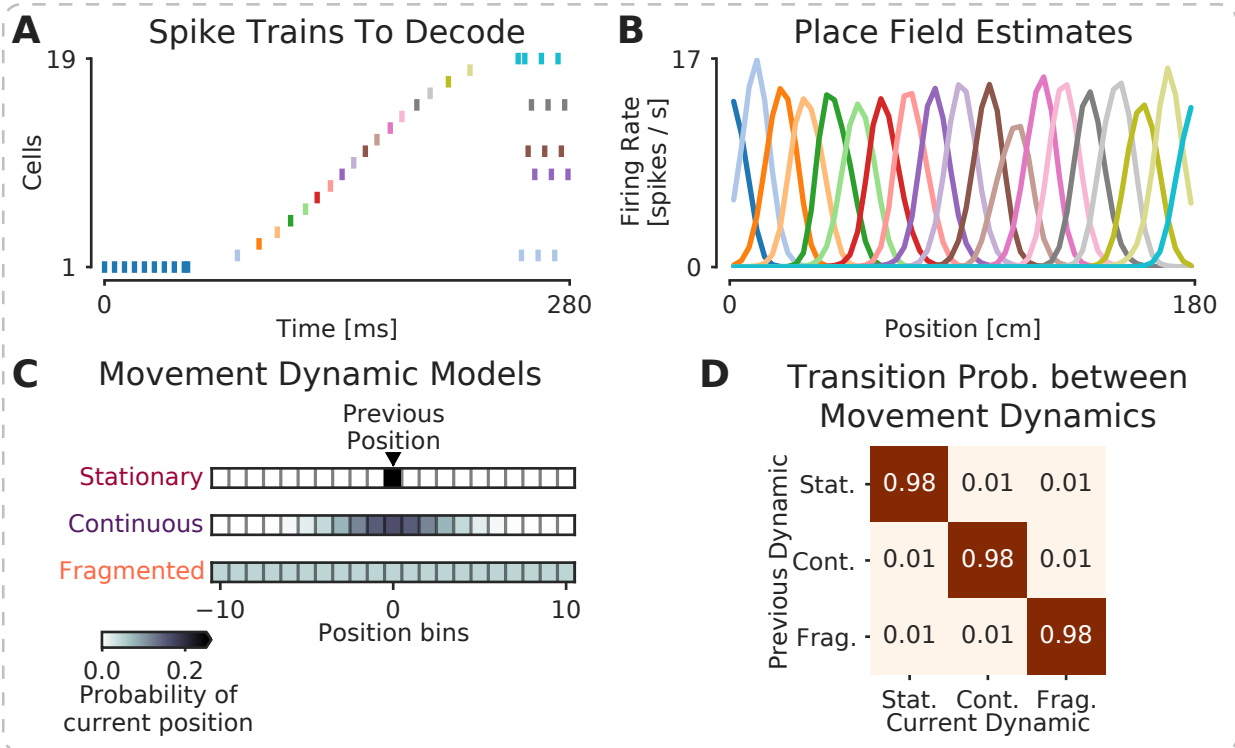 A
Spike Trains To Decode
19
Cells
1
0
280
Time [ms]
B
Place Field Estimates
17
Firing Rate
[spikes / s]
0
0
180
Position [cm]
C
Movement Dynamic Models
Previous
Position
Stationary
Continuous
Fragmented
−10
0
10
Position bins
0.0
0.2
Probability of
current position
D
Transition Prob. between
Movement Dynamics
Previous Dynamic
Stat.
0.98 0.01 0.01
Cont.
0.01 0.98 0.01
Frag.
0.01 0.01 0.98
Stat. Cont. Frag.
Current Dynamic